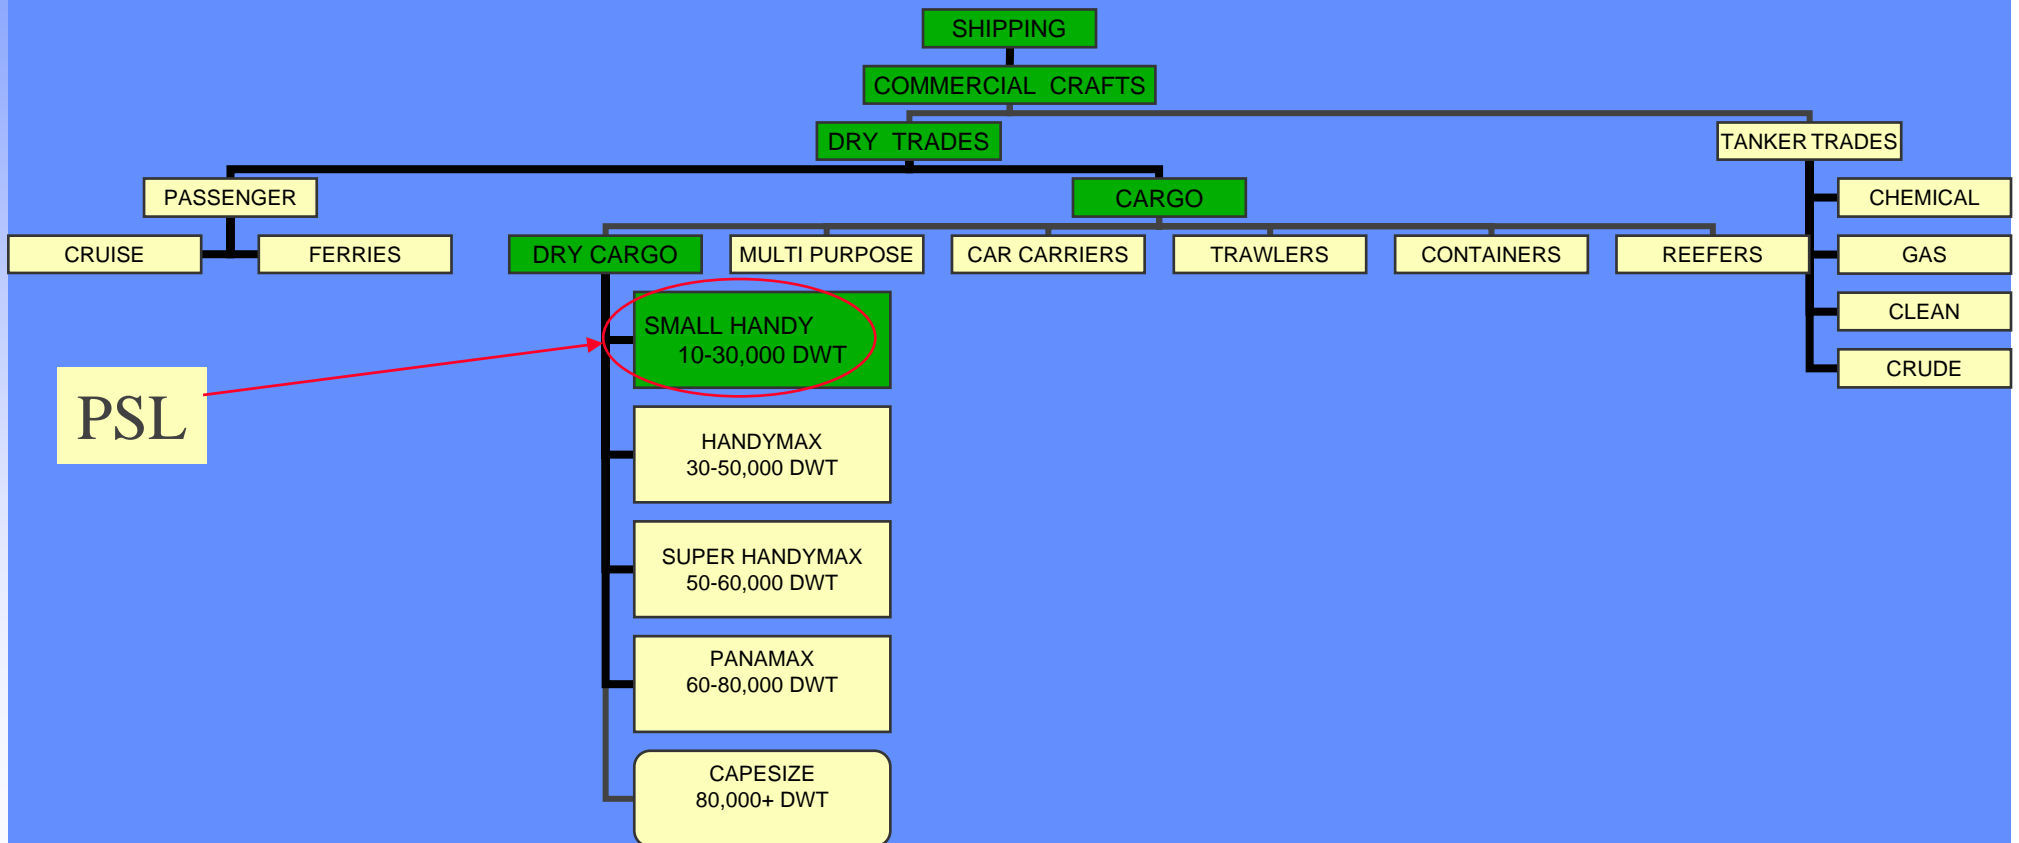 SHIPPING
COMMERCIAL CRAFTS
DRY TRADES
TANKER TRADES
PASSENGER
CARGO
CHEMICAL
CRUISE
FERRIES
DRY CARGO
MULTI PURPOSE
CAR CARRIERS
TRAWLERS
CONTAINERS
REEFERS
GAS
SMALL HANDY
10-30,000 DWT
CLEAN
CRUDE
PSL
HANDYMAX
30-50,000 DWT
SUPER HANDYMAX
50-60,000 DWT
PANAMAX
60-80,000 DWT
CAPESIZE
80,000+ DWT